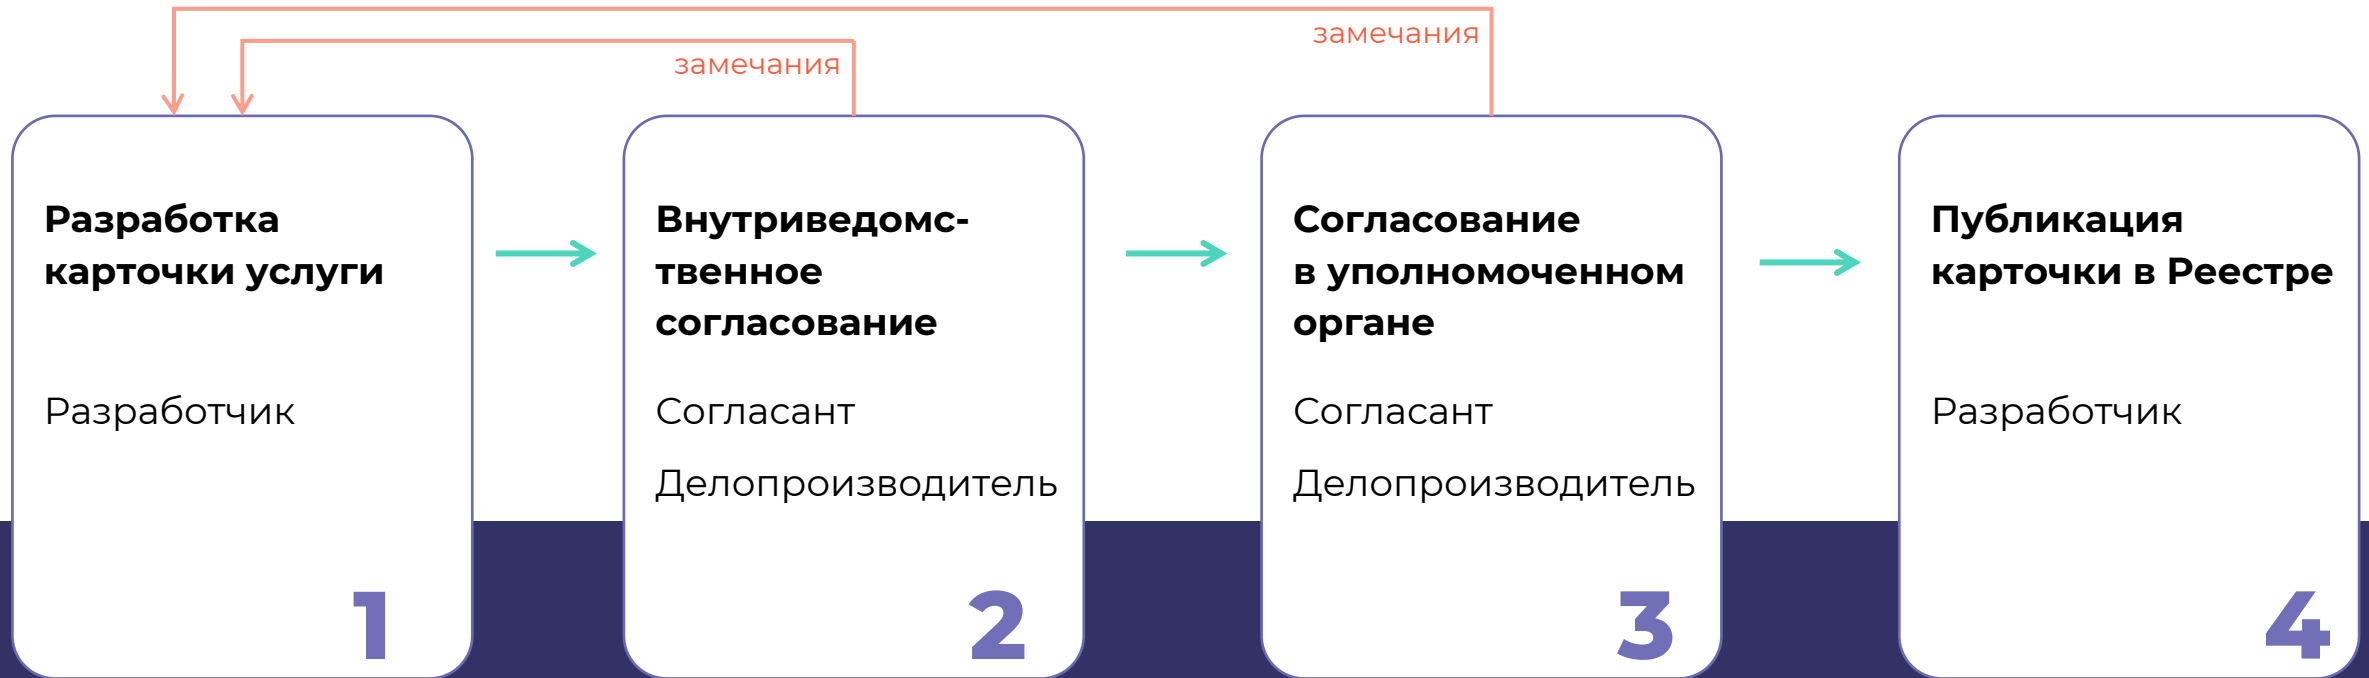 замечания
замечания
Разработка
карточки услуги
Разработчик
1
Внутриведомс-
твенное
согласование
Согласант
Делопроизводитель
2
Согласование
в уполномоченном
органе
Согласант
Делопроизводитель
3
Публикация
карточки в Реестре
Разработчик
4